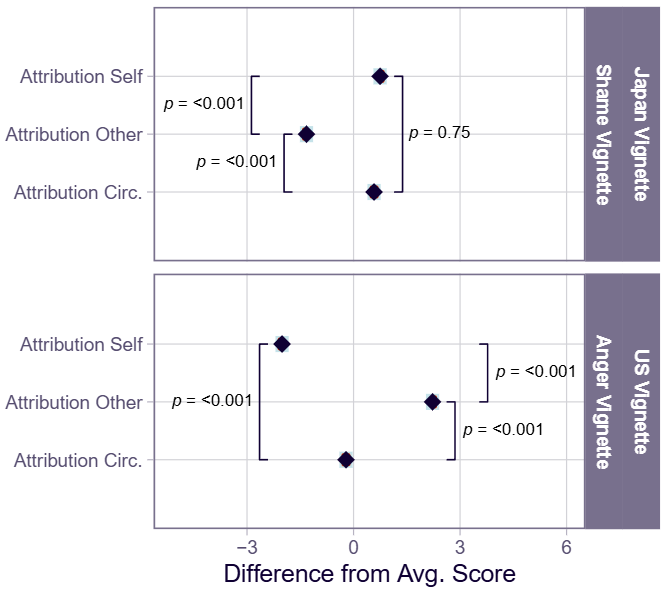 Attribution Self
p = <0.001
Attribution Other
p = 0.75
p = <0.001
Attribution Circ.
Japan Vignette
Shame Vignette
Attribution Self
p = <0.001
Attribution Other
p = <0.001
p = <0.001
Attribution Circ.
US Vignette
Anger Vignette
−3 0 3 6
Difference from Avg. Score